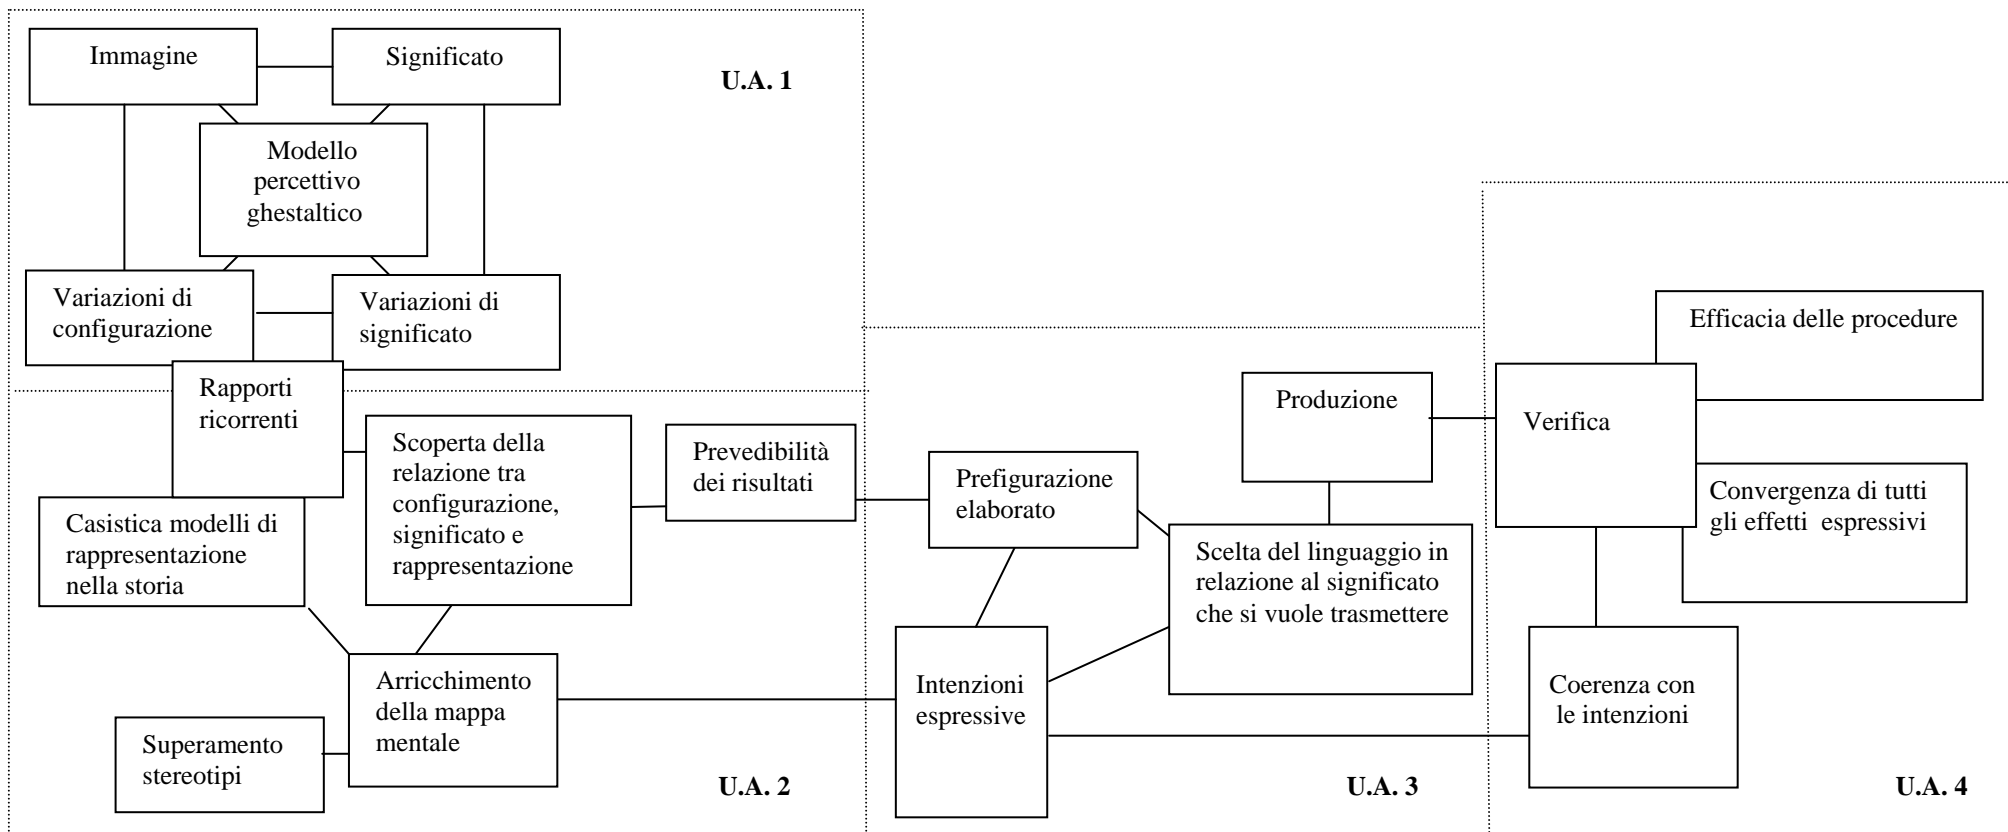 Immagine
Significato
U.A. 1
Modello
percettivo
ghestaltico
Variazioni di
configurazione
Variazioni di
significato
Rapporti
ricorrenti
Scoperta della
relazione tra
configurazione,
significato e
rappresentazione
Prevedibilità
dei risultati
Casistica modelli di
rappresentazione
nella storia
Arricchimento
della mappa
mentale
Superamento
stereotipi
U.A. 2
Prefigurazione
elaborato
Produzione
Scelta del linguaggio in
relazione al significato
che si vuole trasmettere
Intenzioni
espressive
U.A. 3
Efficacia delle procedure
Verifica
Convergenza di tutti
gli effetti  espressivi
Coerenza con
le intenzioni
U.A. 4